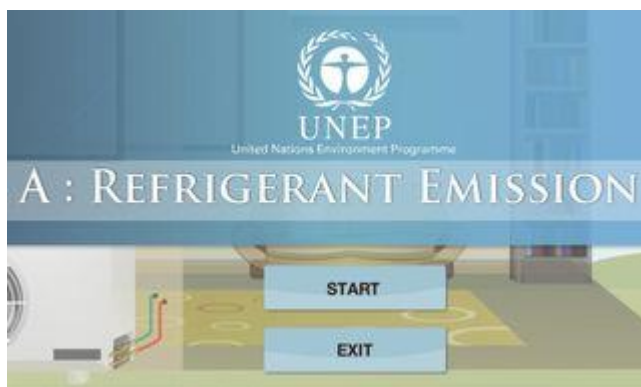 UNEP
United Nations Environment Programme
A : REFRIGERANT EMISSION
START
EXIT